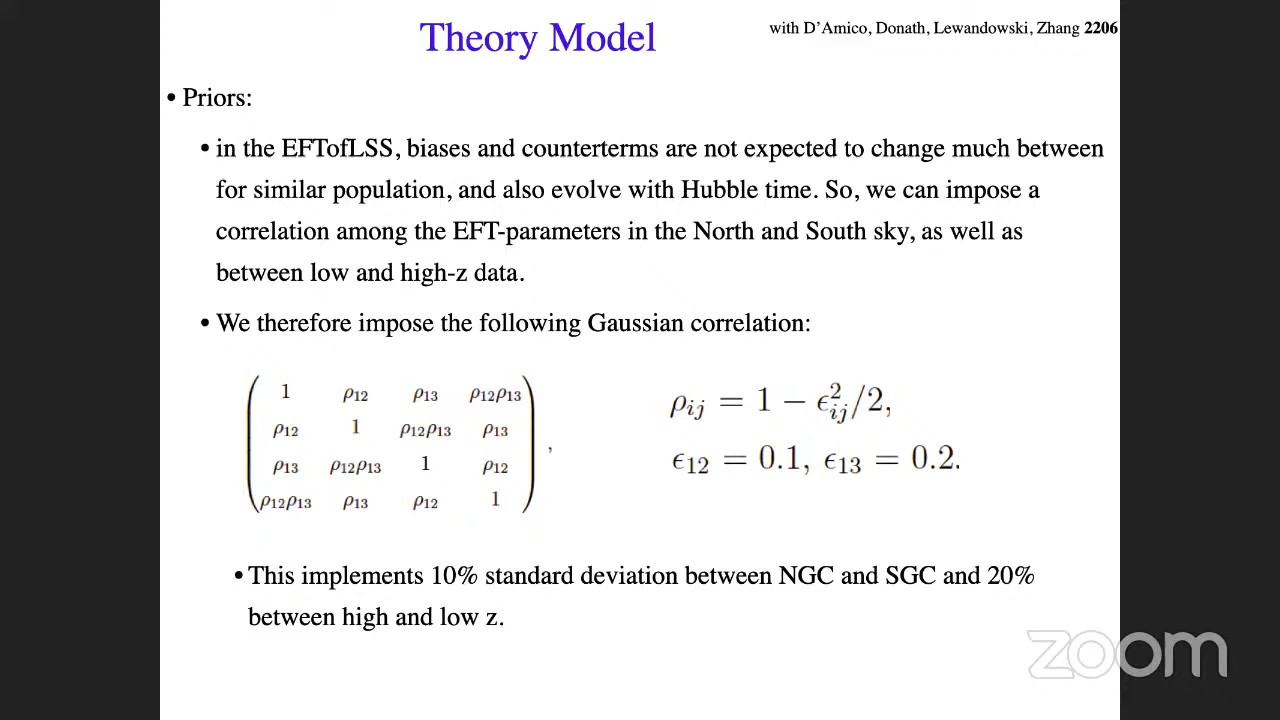 Theory Model
with D’Amico, Donath, Lewandowski, Zhang 2206
• Priors:
• in the EFTofLSS, biases and counterterms are not expected to change much between
for similar population, and also evolve with Hubble time. So, we can impose a
correlation among the EFT-parameters in the North and South sky, as well as
between low and high-z data.
• We therefore impose the following Gaussian correlation:
1 ρ12 ρ13 ρ12ρ13
ρ12 1 ρ12ρ13 ρ13
ρ13 ρ12ρ13 1 ρ12
ρ12ρ13 ρ13 ρ12 1
,
ρij = 1 − ϵ²ij/2,
ϵ12 = 0.1, ϵ13 = 0.2.
• This implements 10% standard deviation between NGC and SGC and 20%
between high and low z.
zoom